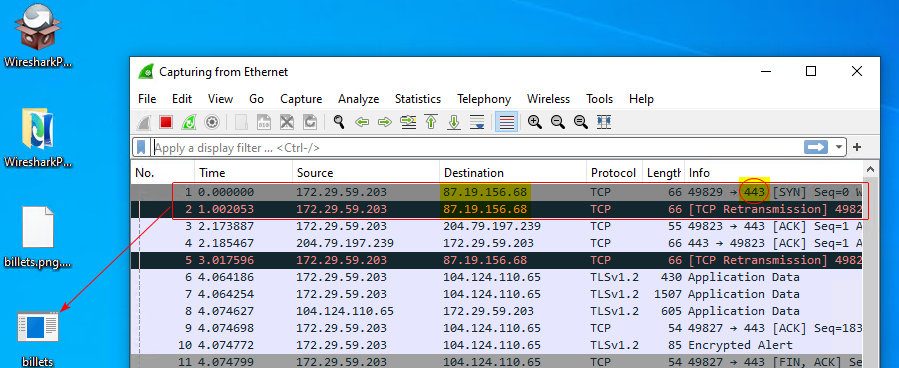 WiresharkP...
WiresharkP...
billets.png....
billets
Capturing from Ethernet
File Edit View Go Capture Analyze Statistics Telephony Wireless Tools Help
Apply a display filter ... <Ctrl-/>
No. Time Source Destination Protocol Length Info
1 0.000000 172.29.59.203 87.19.156.68 TCP 66 49829 → 443 [SYN] Seq=0 W
2 1.002053 172.29.59.203 87.19.156.68 TCP 66 [TCP Retransmission] 4982
3 2.173887 172.29.59.203 204.79.197.239 TCP 55 49823 → 443 [ACK] Seq=1 A
4 2.185467 204.79.197.239 172.29.59.203 TCP 66 443 → 49823 [ACK] Seq=1 A
5 3.017596 172.29.59.203 87.19.156.68 TCP 66 [TCP Retransmission] 4982
6 4.064186 172.29.59.203 104.124.110.65 TLSv1.2 430 Application Data
7 4.064254 172.29.59.203 104.124.110.65 TLSv1.2 1507 Application Data
8 4.074627 104.124.110.65 172.29.59.203 TLSv1.2 605 Application Data
9 4.074698 172.29.59.203 104.124.110.65 TCP 54 49827 → 443 [ACK] Seq=183
10 4.074772 172.29.59.203 104.124.110.65 TLSv1.2 85 Encrypted Alert
11 4.074799 172.29.59.203 104.124.110.65 TCP 54 49827 → 443 [FIN, ACK] Se